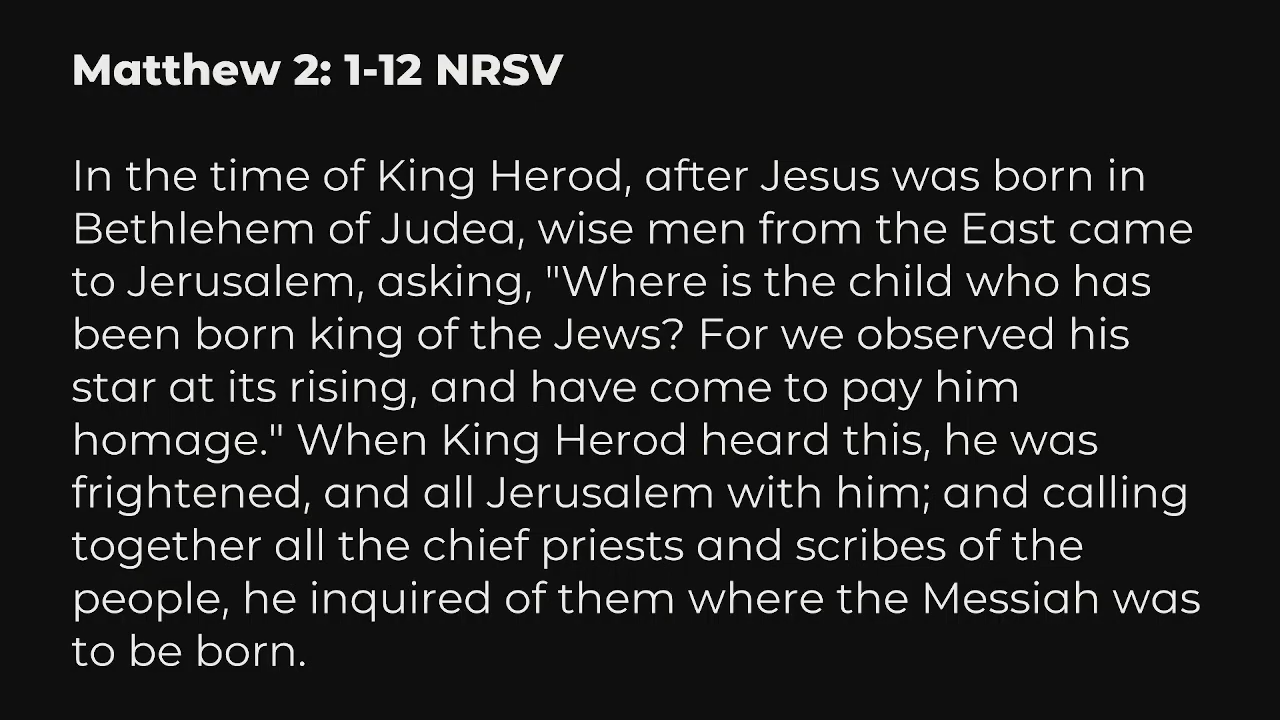 Matthew 2: 1-12 NRSV
In the time of King Herod, after Jesus was born in
Bethlehem of Judea, wise men from the East came
to Jerusalem, asking, "Where is the child who has
been born king of the Jews? For we observed his
star at its rising, and have come to pay him
homage." When King Herod heard this, he was
frightened, and all Jerusalem with him; and calling
together all the chief priests and scribes of the
people, he inquired of them where the Messiah was
to be born.